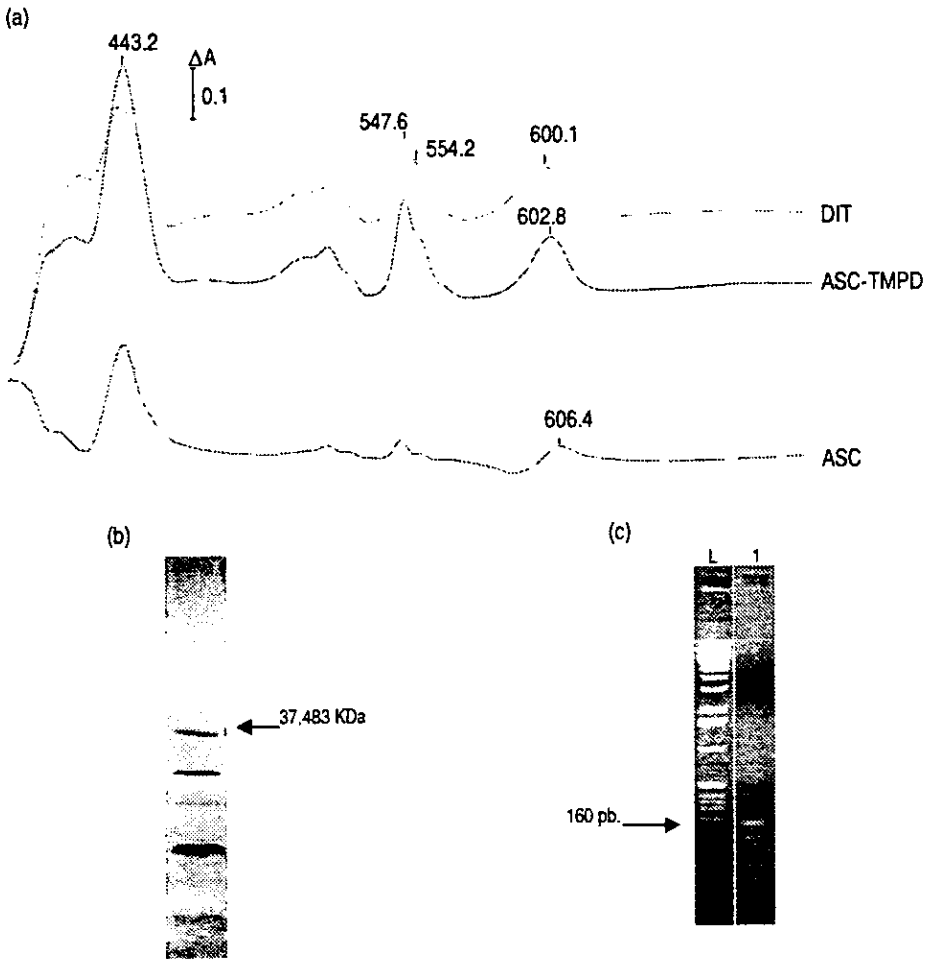 (a)
443.2
ΔA
0.1
547.6
554.2
600.1
602.8
DIT
ASC-TMPD
606.4
ASC
(b)
37,483 KDa
(c)
L 1
160 pb.